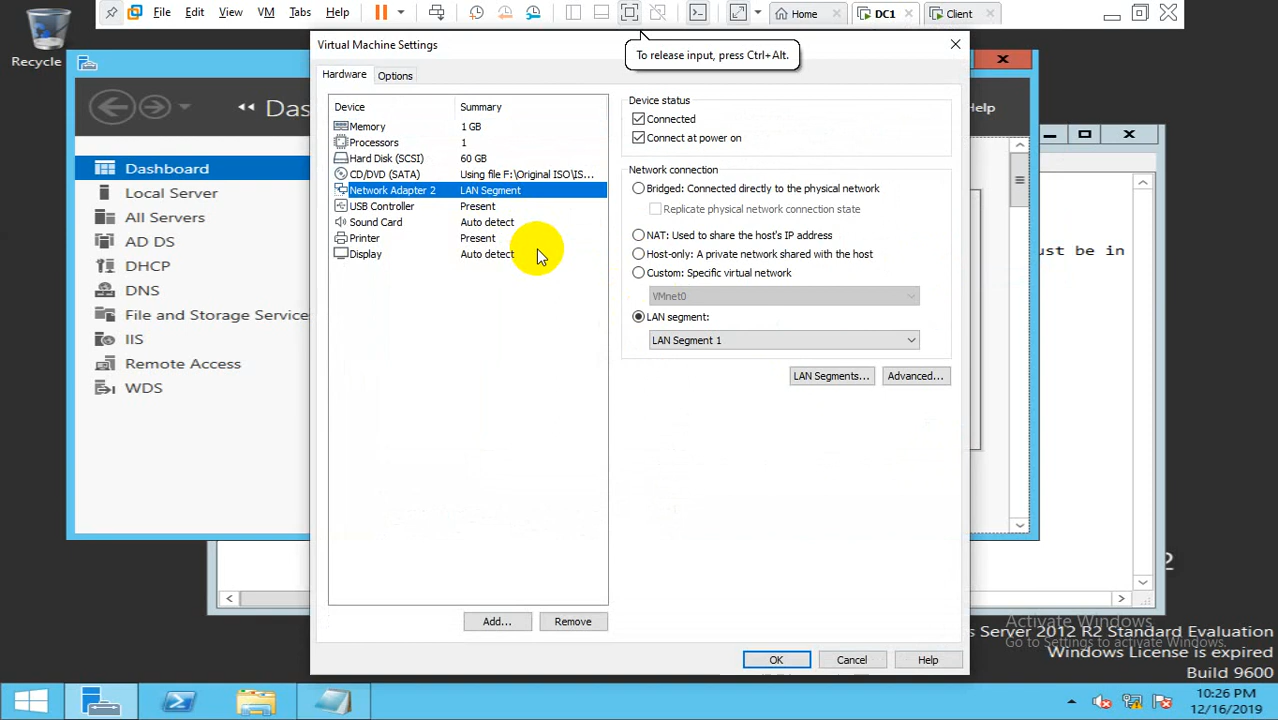 File Edit View VM Tabs Help Home DC1 Client
Recycle
Virtual Machine Settings
To release input, press Ctrl+Alt.
Hardware Options
Device Summary
Memory 1 GB
Processors 1
Hard Disk (SCSI) 60 GB
CD/DVD (SATA) Using file F:\Original ISO\IS...
Network Adapter 2 LAN Segment
USB Controller Present
Sound Card Auto detect
Printer Present
Display Auto detect
Add... Remove
Device status
Connected
Connect at power on
Network connection
Bridged: Connected directly to the physical network
Replicate physical network connection state
NAT: Used to share the host's IP address
Host-only: A private network shared with the host
Custom: Specific virtual network
VMnet0
LAN segment:
LAN Segment 1
LAN Segments... Advanced...
OK Cancel Help
Das
Dashboard
Local Server
All Servers
AD DS
DHCP
DNS
File and Storage Service
IIS
Remote Access
WDS
Help
ust be in
2
Activate Windows
Go to Settings to activate Windows.
s Server 2012 R2 Standard Evaluation
Windows License is expired
Build 9600
10:26 PM
12/16/2019